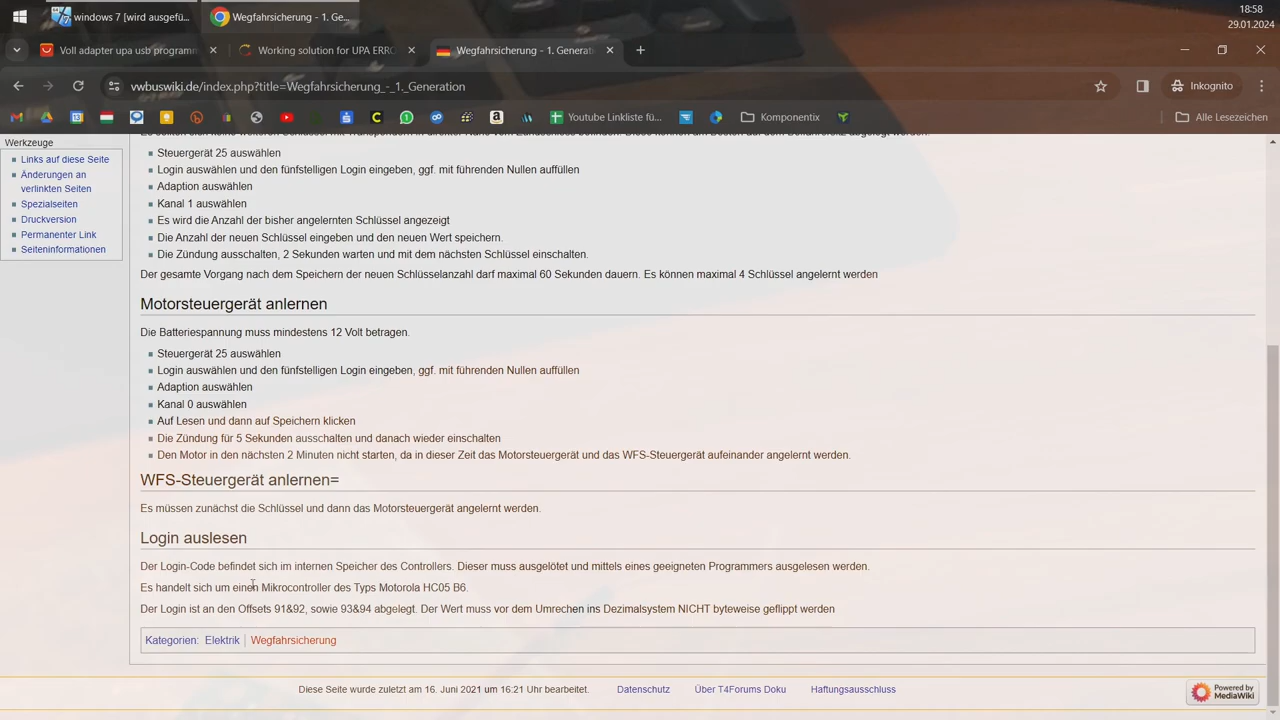 windows 7 [wird ausgefü...
Wegfahrsicherung - 1. Ge...
18:58
29.01.2024
Voll adapter upa usb programm
Working solution for UPA ERRO
Wegfahrsicherung - 1. Generati
vwbuswiki.de/index.php?title=Wegfahrsicherung_-_1._Generation
Inkognito
Youtube Linkliste fü...
Komponentix
Alle Lesezeichen
Werkzeuge
Links auf diese Seite
Änderungen an
verlinkten Seiten
Spezialseiten
Druckversion
Permanenter Link
Seiteninformationen
Steuergerät 25 auswählen
Login auswählen und den fünfstelligen Login eingeben, ggf. mit führenden Nullen auffüllen
Adaption auswählen
Kanal 1 auswählen
Es wird die Anzahl der bisher angelernten Schlüssel angezeigt
Die Anzahl der neuen Schlüssel eingeben und den neuen Wert speichern.
Die Zündung ausschalten, 2 Sekunden warten und mit dem nächsten Schlüssel einschalten.
Der gesamte Vorgang nach dem Speichern der neuen Schlüsselanzahl darf maximal 60 Sekunden dauern. Es können maximal 4 Schlüssel angelernt werden
Motorsteuergerät anlernen
Die Batteriespannung muss mindestens 12 Volt betragen.
Steuergerät 25 auswählen
Login auswählen und den fünfstelligen Login eingeben, ggf. mit führenden Nullen auffüllen
Adaption auswählen
Kanal 0 auswählen
Auf Lesen und dann auf Speichern klicken
Die Zündung für 5 Sekunden ausschalten und danach wieder einschalten
Den Motor in den nächsten 2 Minuten nicht starten, da in dieser Zeit das Motorsteuergerät und das WFS-Steuergerät aufeinander angelernt werden.
WFS-Steuergerät anlernen=
Es müssen zunächst die Schlüssel und dann das Motorsteuergerät angelernt werden.
Login auslesen
Der Login-Code befindet sich im internen Speicher des Controllers. Dieser muss ausgelötet und mittels eines geeigneten Programmers ausgelesen werden.
Es handelt sich um einen Mikrocontroller des Typs Motorola HC05 B6.
Der Login ist an den Offsets 91&92, sowie 93&94 abgelegt. Der Wert muss vor dem Umrechen ins Dezimalsystem NICHT byteweise geflippt werden
Kategorien: Elektrik | Wegfahrsicherung
Diese Seite wurde zuletzt am 16. Juni 2021 um 16:21 Uhr bearbeitet.
Datenschutz
Über T4Forums Doku
Haftungsausschluss
Powered by
MediaWiki